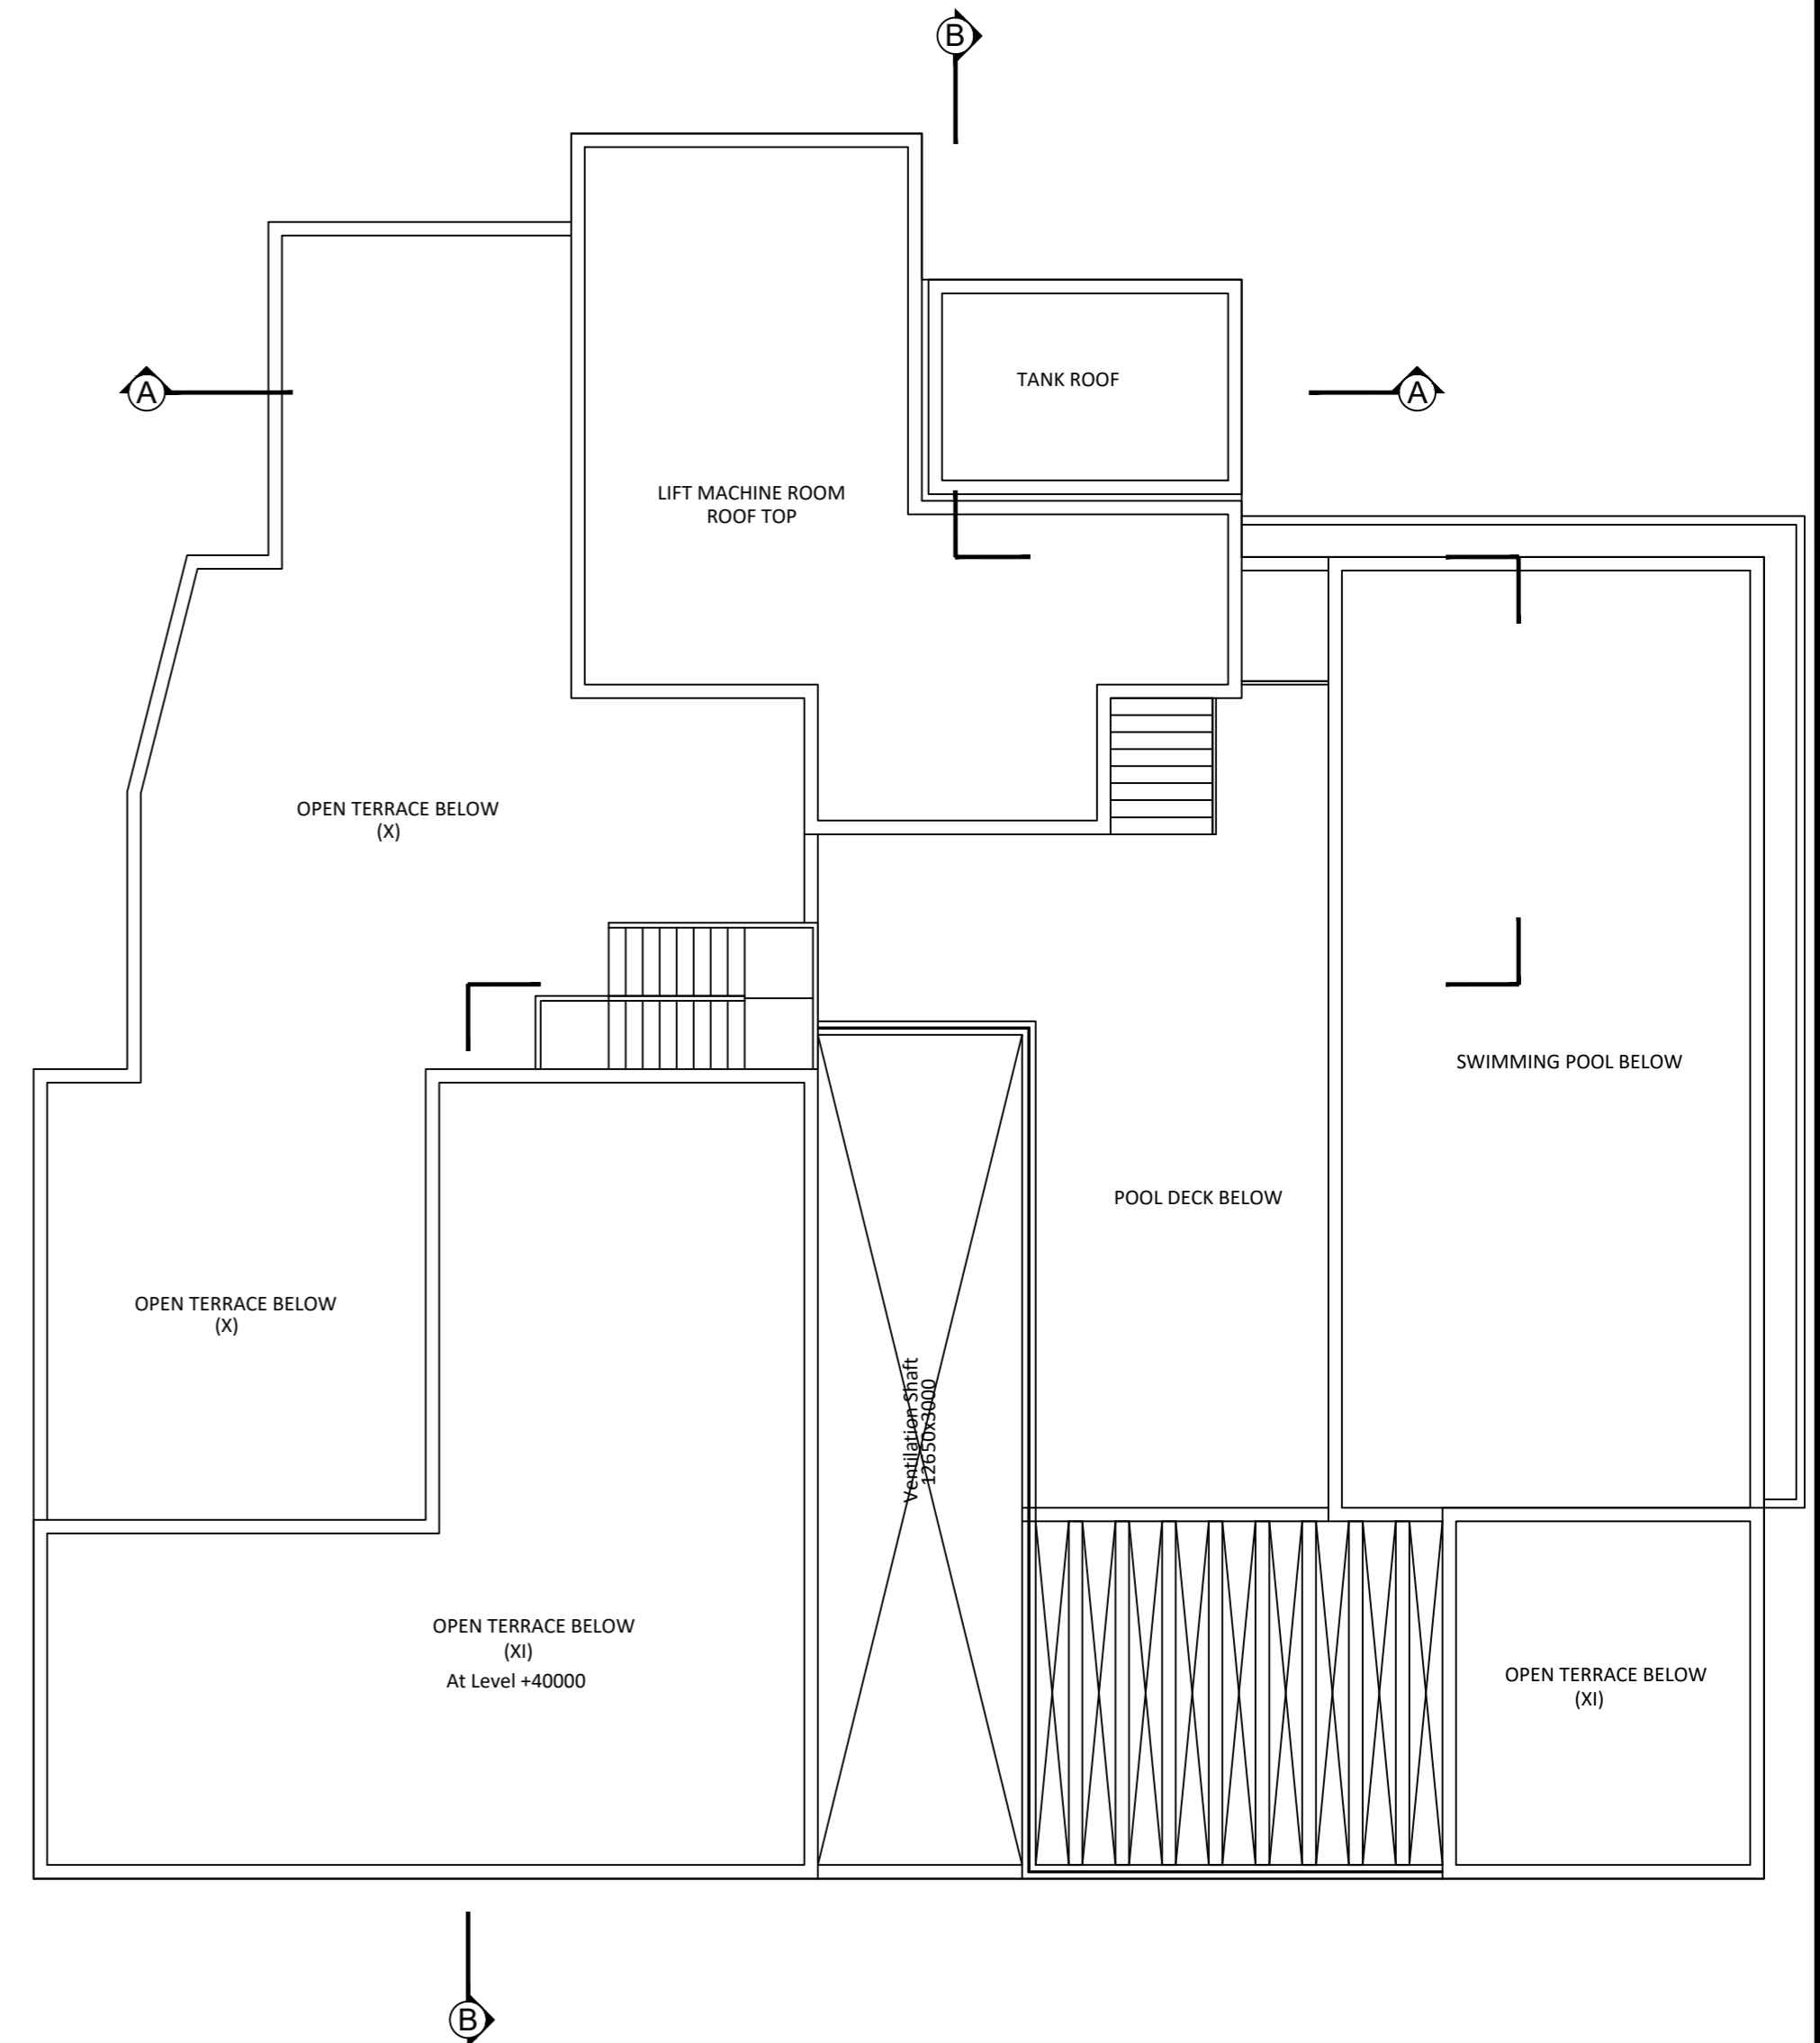 B
A
TANK ROOF
A
LIFT MACHINE ROOM
ROOF TOP
OPEN TERRACE BELOW
(X)
SWIMMING POOL BELOW
POOL DECK BELOW
OPEN TERRACE BELOW
(X)
Ventilation Shaft
12650x3000
OPEN TERRACE BELOW
(XI)
At Level +40000
OPEN TERRACE BELOW
(XI)
B